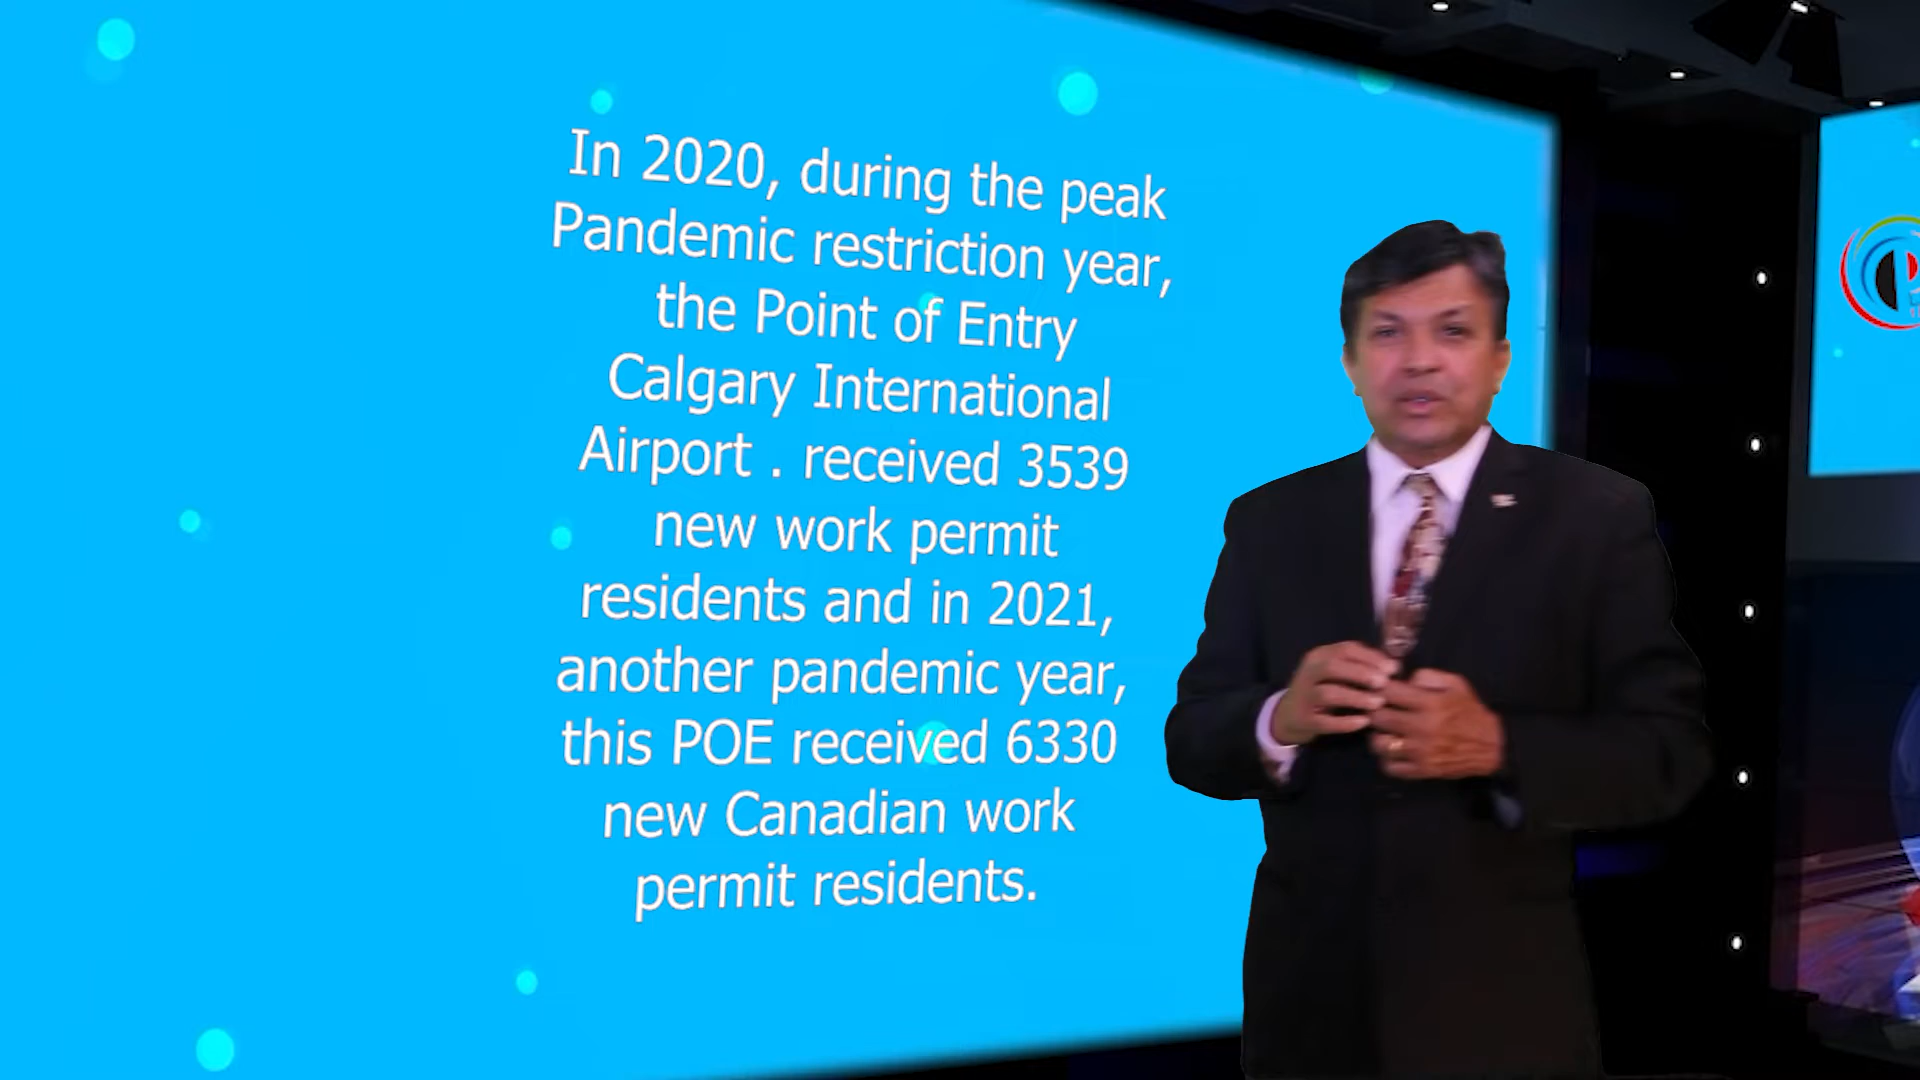 In 2020, during the peak
Pandemic restriction year,
the Point of Entry
Calgary International
Airport . received 3539
new work permit
residents and in 2021,
another pandemic year,
this POE received 6330
new Canadian work
permit residents.